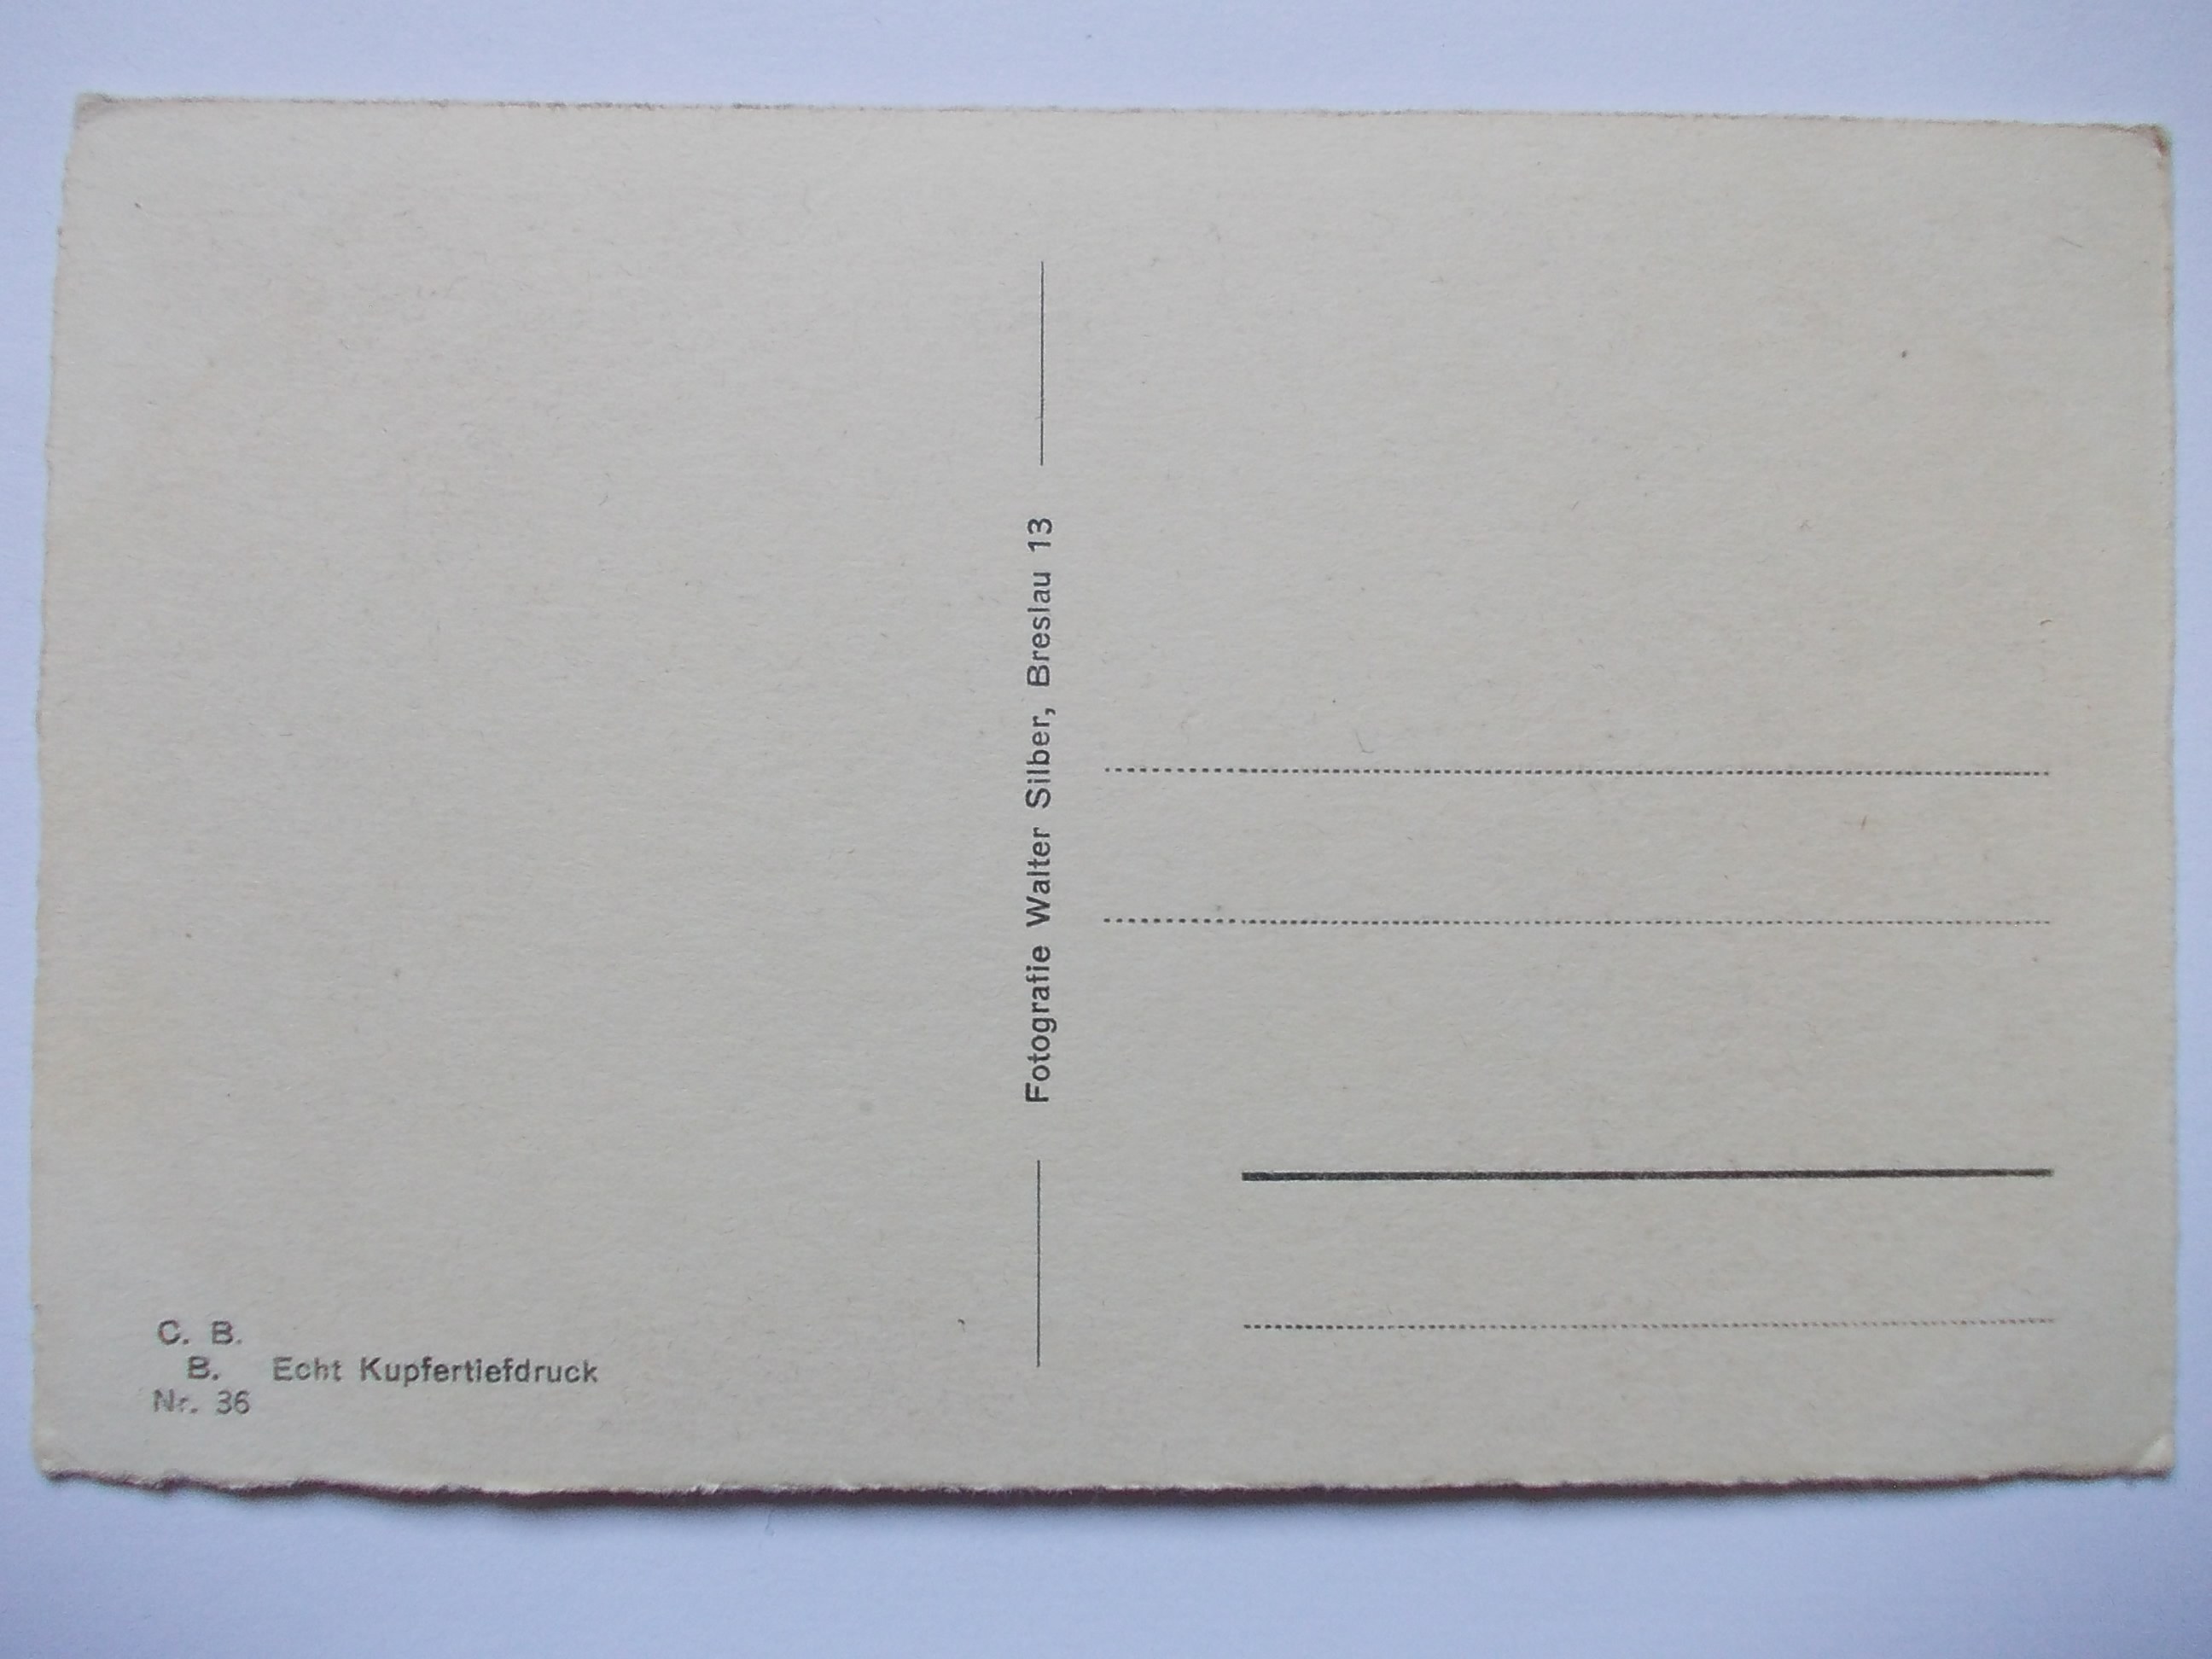 Fotografie Walter Silber, Breslau 13
C. B.
B. Echt Kupfertiefdruck
Nr. 36